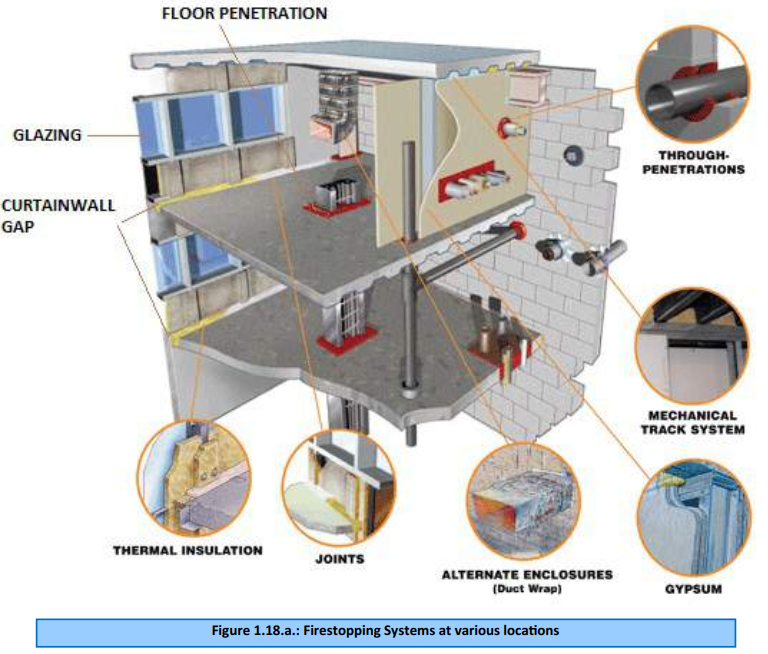 FLOOR PENETRATION
GLAZING
CURTAINWALL
GAP
THROUGH-
PENETRATIONS
MECHANICAL
TRACK SYSTEM
THERMAL INSULATION
JOINTS
ALTERNATE ENCLOSURES
(Duct Wrap)
GYPSUM
Figure 1.18.a.: Firestopping Systems at various locations